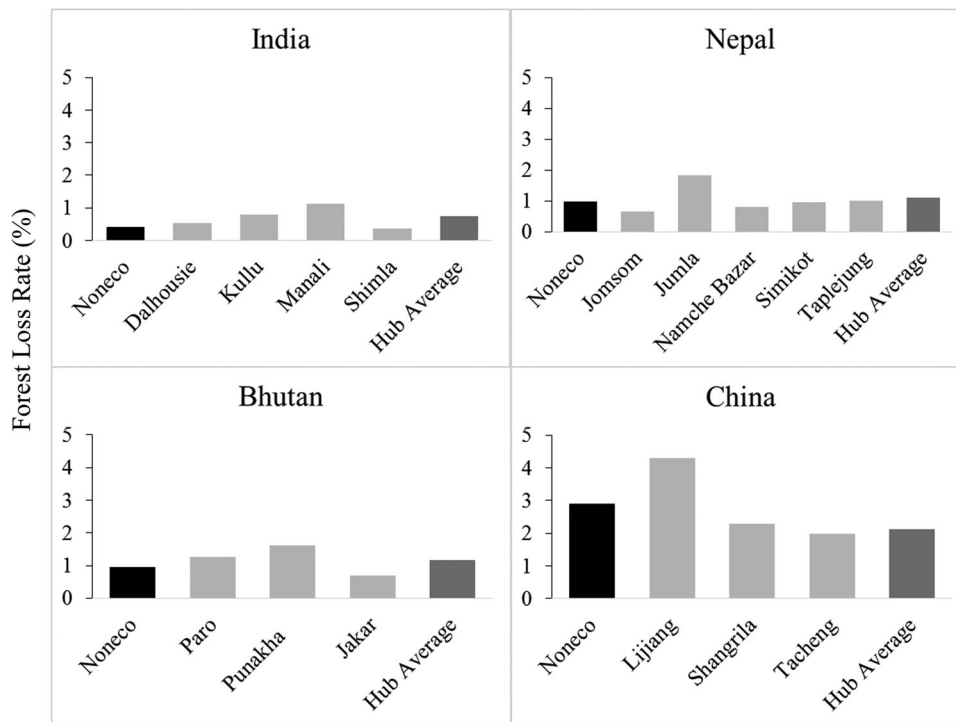 Forest Loss Rate (%)
India
5
4
3
2
1
0
Noneco
Dalhousie
Kullu
Manali
Shimla
Hub Average
Nepal
5
4
3
2
1
0
Noneco
Jomsom
Jumla
Namche Bazar
Simikot
Taplejung
Hub Average
Bhutan
5
4
3
2
1
0
Noneco
Paro
Punakha
Jakar
Hub Average
China
5
4
3
2
1
0
Noneco
Lijiang
Shangrila
Tacheng
Hub Average